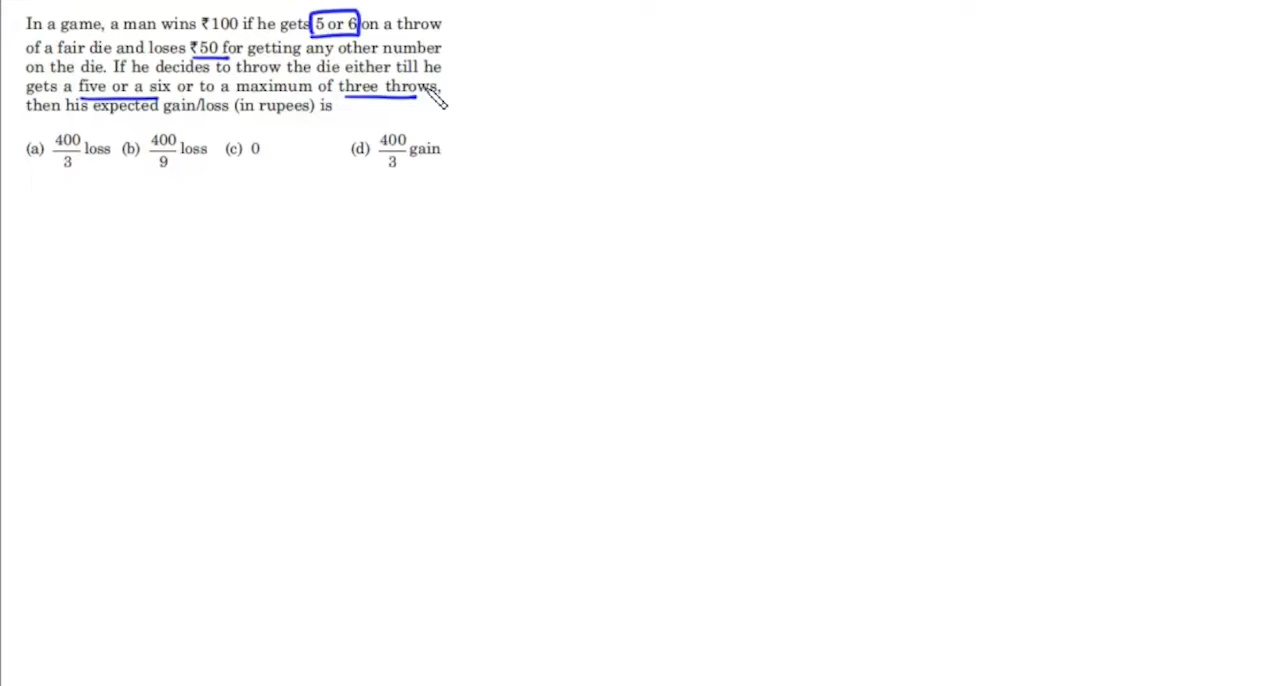 In a game, a man wins ₹100 if he gets 5 or 6 on a throw
of a fair die and loses ₹50 for getting any other number
on the die. If he decides to throw the die either till he
gets a five or a six or to a maximum of three throws,
then his expected gain/loss (in rupees) is
(a) 400/3 loss (b) 400/9 loss (c) 0 (d) 400/3 gain